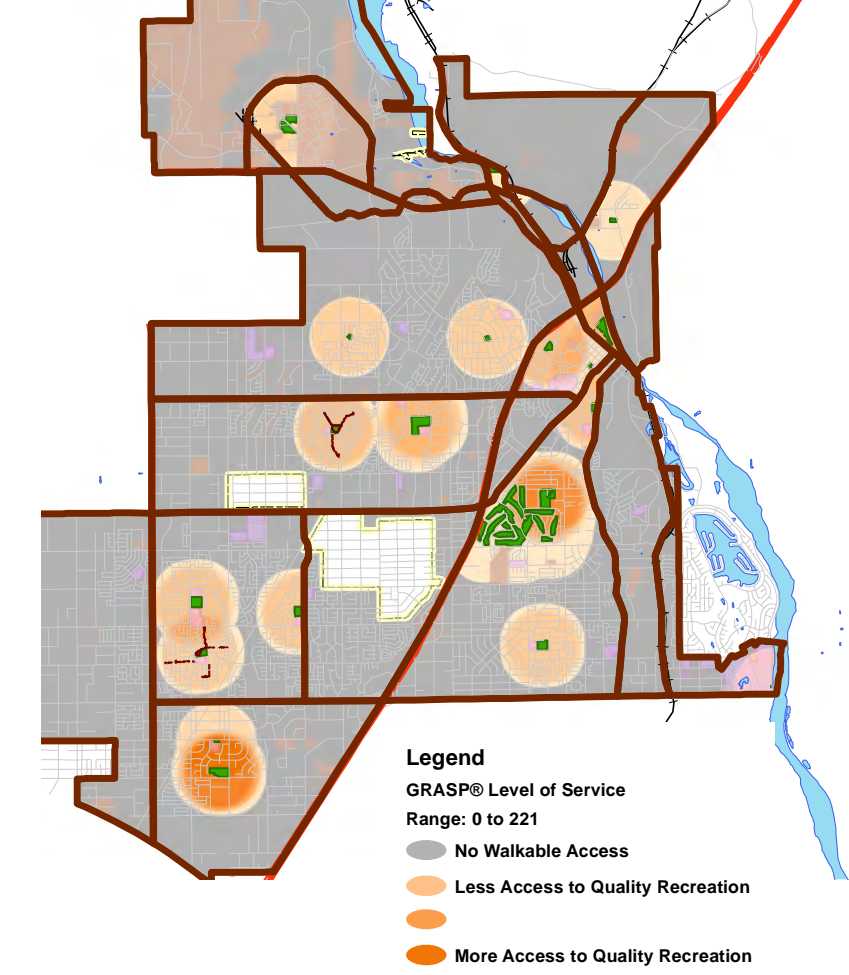 Legend
GRASP® Level of Service
Range: 0 to 221
No Walkable Access
Less Access to Quality Recreation
More Access to Quality Recreation